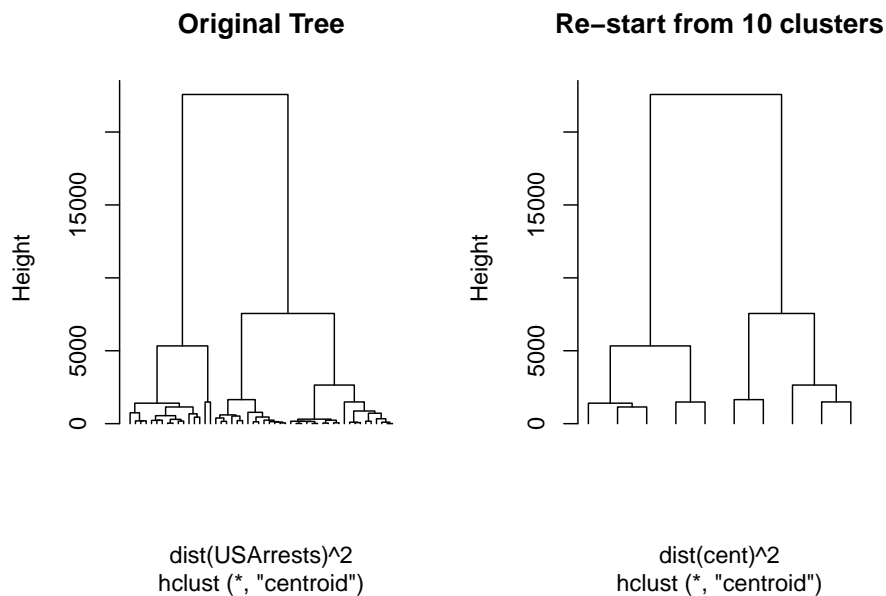 Original Tree
Height
15000
5000
0
dist(USArrests)^2
hclust (*, "centroid")
Re−start from 10 clusters
Height
15000
5000
0
dist(cent)^2
hclust (*, "centroid")